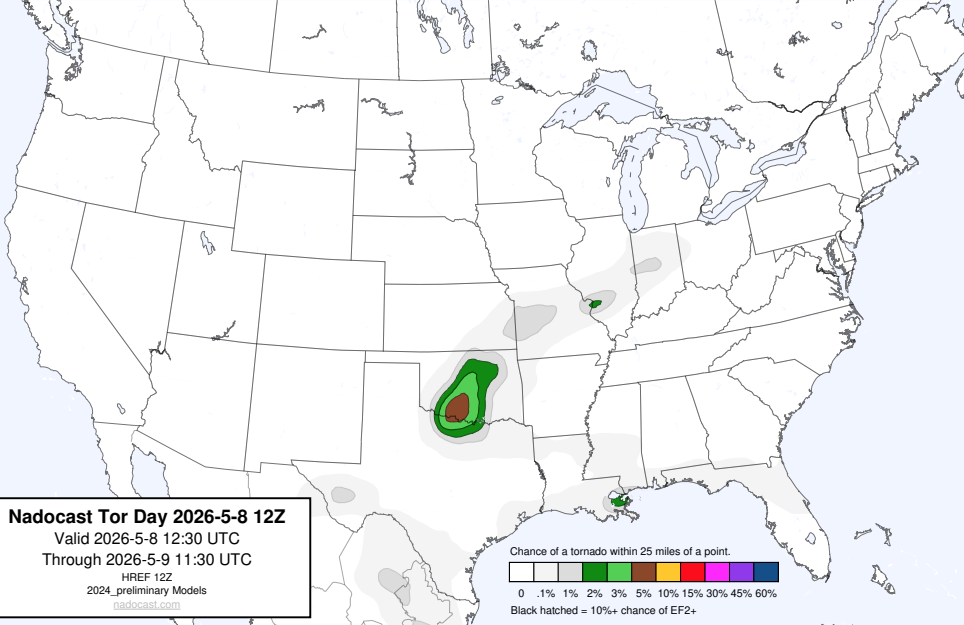 Nadocast Tor Day 2026-5-8 12Z
Valid 2026-5-8 12:30 UTC
Through 2026-5-9 11:30 UTC
HREF 12Z
2024_preliminary Models
nadocast.com
Chance of a tornado within 25 miles of a point.
0 .1% 1% 2% 3% 5% 10% 15% 30% 45% 60%
Black hatched = 10%+ chance of EF2+